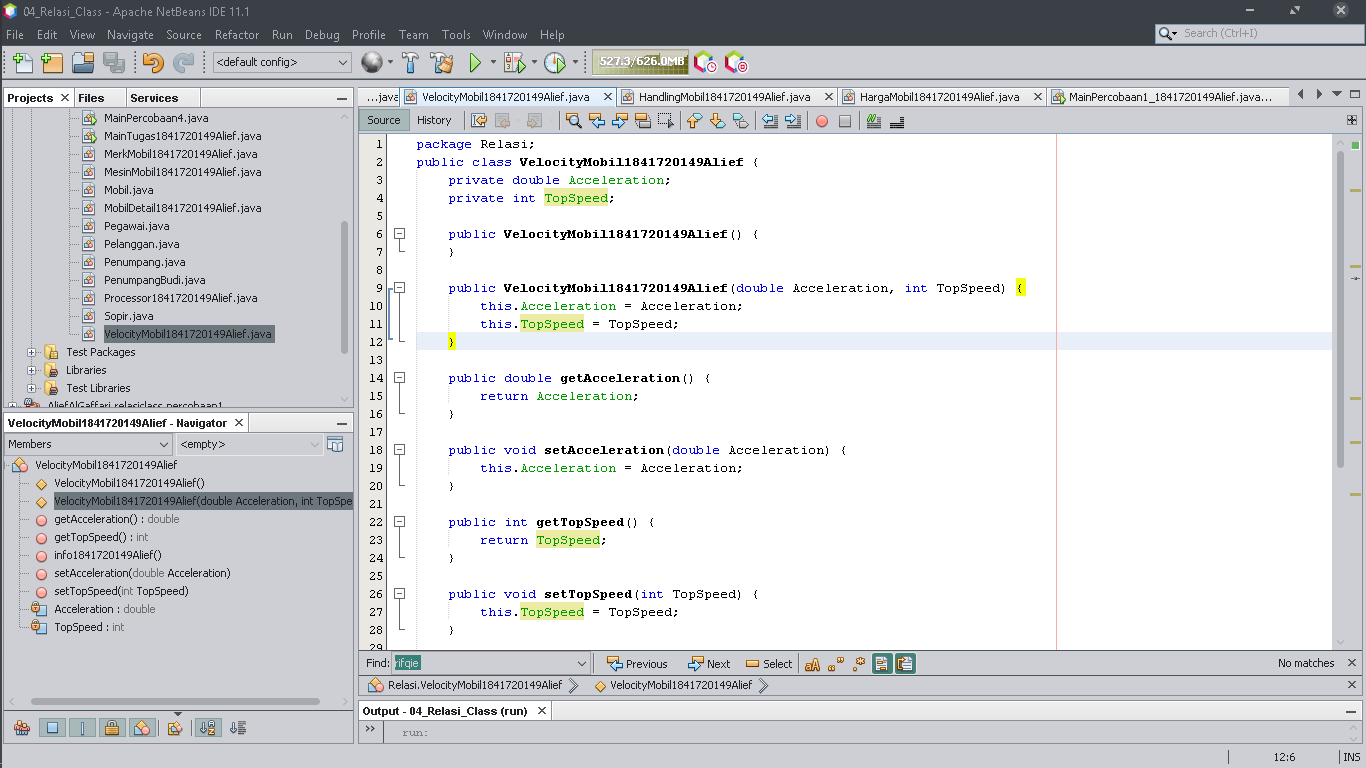 04_Relasi_Class - Apache NetBeans IDE 11.1
File Edit View Navigate Source Refactor Run Debug Profile Team Tools Window Help
Search (Ctrl+I)
<default config>
527.3/626.0MB
Projects Files Services
MainPercobaan4.java
MainTugas1841720149Alief.java
MerkMobil1841720149Alief.java
MesinMobil1841720149Alief.java
Mobil.java
MobilDetail1841720149Alief.java
Pegawai.java
Pelanggan.java
Penumpang.java
PenumpangBudi.java
Processor1841720149Alief.java
Sopir.java
VelocityMobil1841720149Alief.java
Test Packages
Libraries
Test Libraries
AliefAlGaffari.relasiclass.percobaan1
VelocityMobil1841720149Alief - Navigator
Members <empty>
VelocityMobil1841720149Alief
VelocityMobil1841720149Alief()
VelocityMobil1841720149Alief(double Acceleration, int TopSpe
getAcceleration() : double
getTopSpeed() : int
info1841720149Alief()
setAcceleration(double Acceleration)
setTopSpeed(int TopSpeed)
Acceleration : double
TopSpeed : int
...java VelocityMobil1841720149Alief.java HandlingMobil1841720149Alief.java HargaMobil1841720149Alief.java MainPercobaan1_1841720149Alief.java...
Source History
1 package Relasi;
2 public class VelocityMobil1841720149Alief {
3 private double Acceleration;
4 private int TopSpeed;
5
6 public VelocityMobil1841720149Alief() {
7 }
8
9 public VelocityMobil1841720149Alief(double Acceleration, int TopSpeed) {
10 this.Acceleration = Acceleration;
11 this.TopSpeed = TopSpeed;
12 }
13
14 public double getAcceleration() {
15 return Acceleration;
16 }
17
18 public void setAcceleration(double Acceleration) {
19 this.Acceleration = Acceleration;
20 }
21
22 public int getTopSpeed() {
23 return TopSpeed;
24 }
25
26 public void setTopSpeed(int TopSpeed) {
27 this.TopSpeed = TopSpeed;
28 }
29
Find: rifqie Previous Next Select aA No matches
Relasi.VelocityMobil1841720149Alief VelocityMobil1841720149Alief
Output - 04_Relasi_Class (run)
run:
12:6 INS